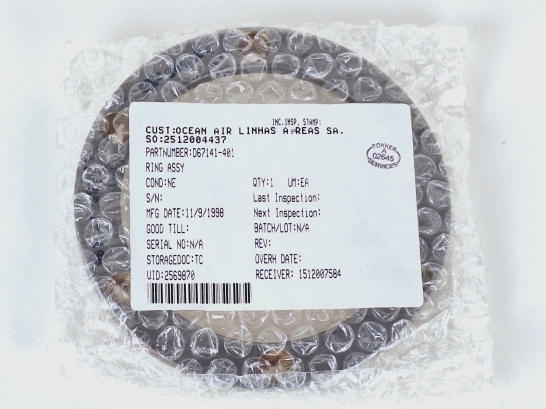 INC.INSP. STAMP:
CUST:OCEAN AIR LINHAS A REAS SA.
SO:2512004437
PARTNUMBER:D67141-401
RING ASSY
COND:NE QTY:1 UM:EA
S/N: Last Inspection:
MFG DATE:11/9/1998 Next Inspection:
GOOD TILL: BATCH/LOT:N/A
SERIAL NO:N/A REV:
STORAGEDOC:TC OVERH DATE:
UID:2569870 RECEIVER: 1512007584
FOKKER
A
02645
SERVICES